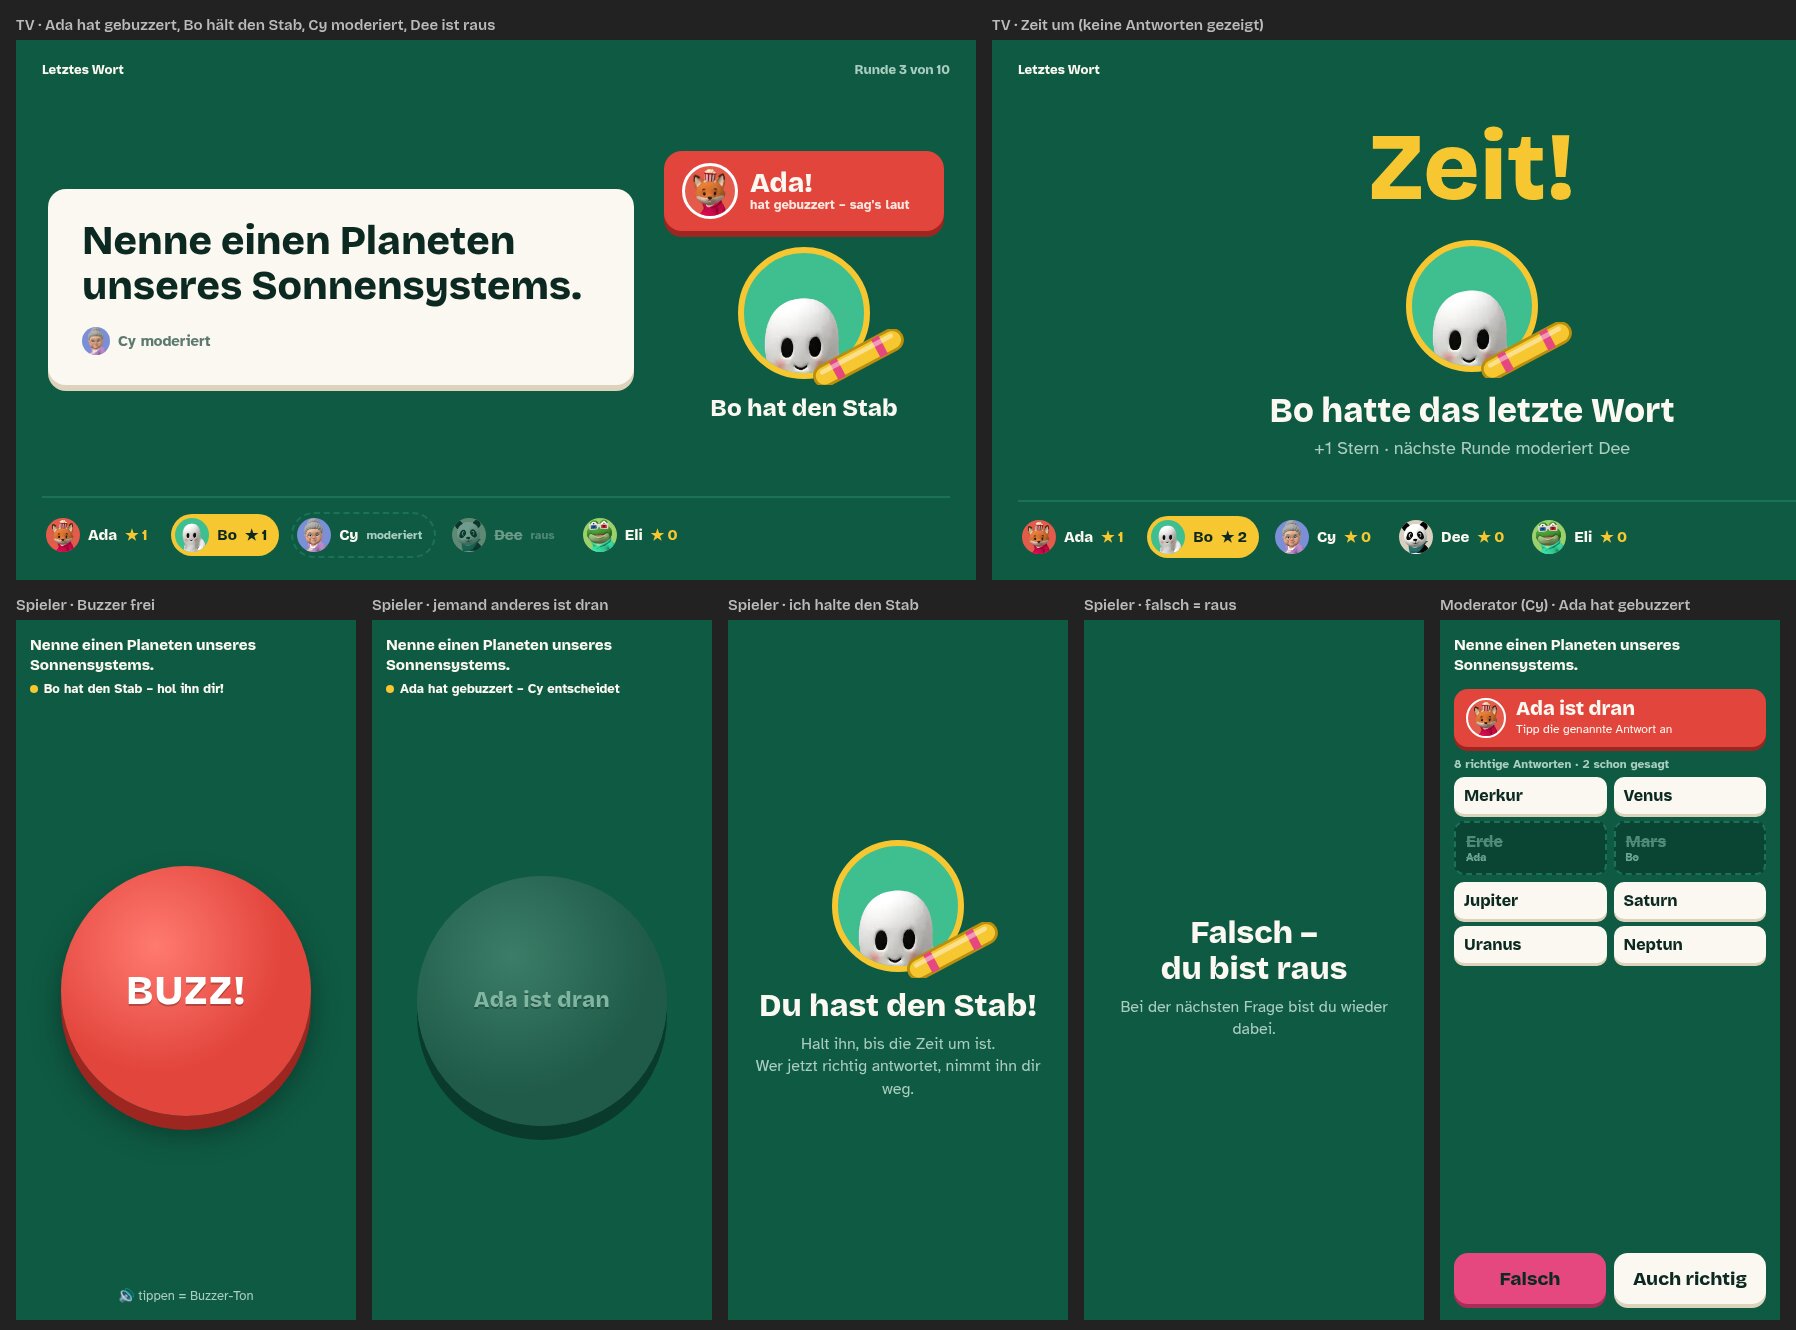 TV · Ada hat gebuzzert, Bo hält den Stab, Cy moderiert, Dee ist raus
Letztes Wort
Runde 3 von 10
Nenne einen Planeten
unseres Sonnensystems.
Cy moderiert
Ada!
hat gebuzzert – sag's laut
Bo hat den Stab
Ada ★ 1
Bo ★ 1
Cy moderiert
Dee raus
Eli ★ 0
TV · Zeit um (keine Antworten gezeigt)
Letztes Wort
Zeit!
Bo hatte das letzte Wort
+1 Stern · nächste Runde moderiert Dee
Ada ★ 1
Bo ★ 2
Cy ★ 0
Dee ★ 0
Eli ★ 0
Spieler · Buzzer frei
Nenne einen Planeten unseres
Sonnensystems.
Bo hat den Stab – hol ihn dir!
BUZZ!
🔊 tippen = Buzzer-Ton
Spieler · jemand anderes ist dran
Nenne einen Planeten unseres
Sonnensystems.
Ada hat gebuzzert – Cy entscheidet
Ada ist dran
Spieler · ich halte den Stab
Du hast den Stab!
Halt ihn, bis die Zeit um ist.
Wer jetzt richtig antwortet, nimmt ihn dir
weg.
Spieler · falsch = raus
Falsch –
du bist raus
Bei der nächsten Frage bist du wieder
dabei.
Moderator (Cy) · Ada hat gebuzzert
Nenne einen Planeten unseres
Sonnensystems.
Ada ist dran
Tipp die genannte Antwort an
8 richtige Antworten · 2 schon gesagt
Merkur
Venus
Erde
Ada
Mars
Bo
Jupiter
Saturn
Uranus
Neptun
Falsch
Auch richtig